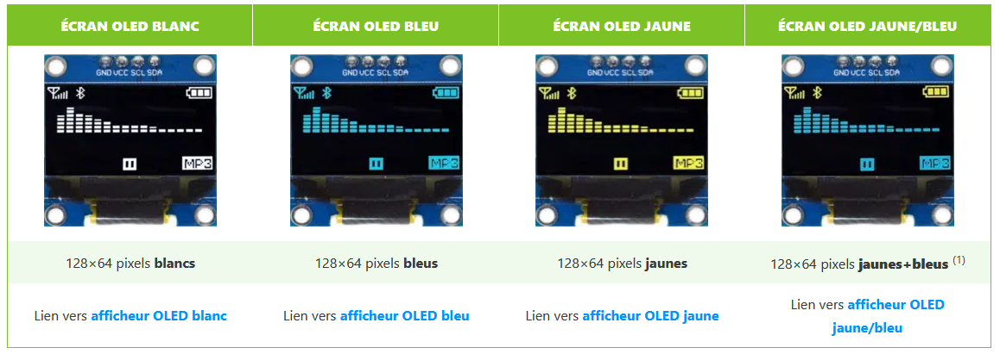 ÉCRAN OLED BLANC
ÉCRAN OLED BLEU
ÉCRAN OLED JAUNE
ÉCRAN OLED JAUNE/BLEU
GND VCC SCL SDA
GND VCC SCL SDA
GND VCC SCL SDA
GND VCC SCL SDA
MP3
MP3
MP3
MP3
128×64 pixels blancs
128×64 pixels bleus
128×64 pixels jaunes
128×64 pixels jaunes+bleus (1)
Lien vers afficheur OLED blanc
Lien vers afficheur OLED bleu
Lien vers afficheur OLED jaune
Lien vers afficheur OLED
jaune/bleu